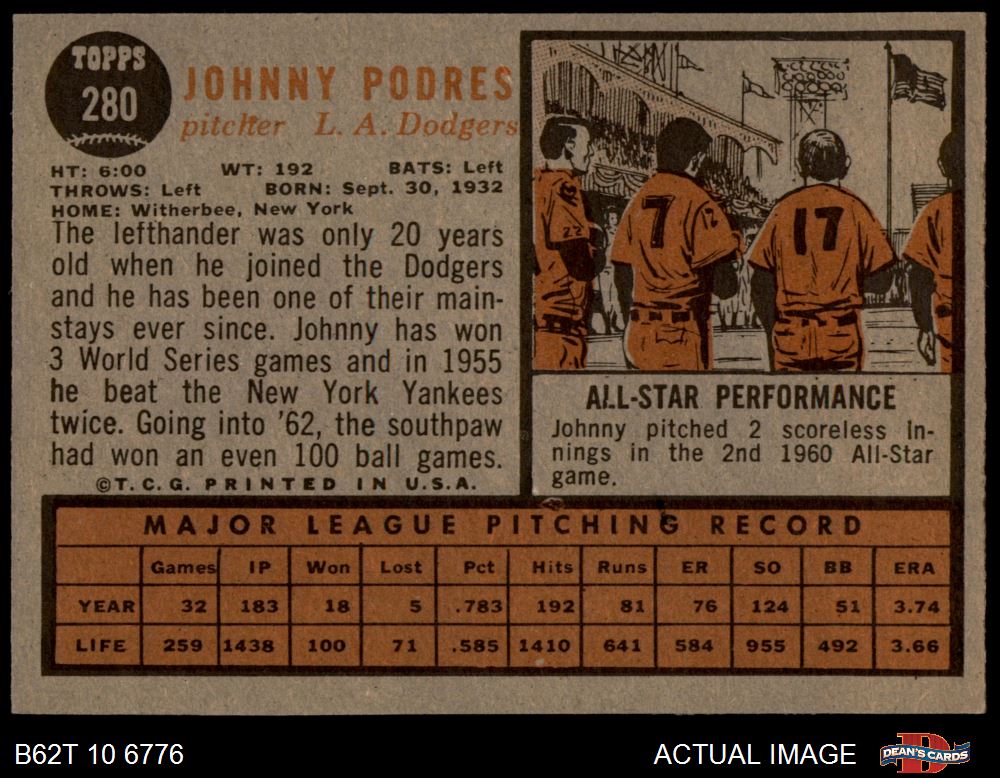 TOPPS
280
JOHNNY PODRES
pitcher L. A. Dodgers
HT: 6:00 WT: 192 BATS: Left
THROWS: Left BORN: Sept. 30, 1932
HOME: Witherbee, New York
The lefthander was only 20 years
old when he joined the Dodgers
and he has been one of their main-
stays ever since. Johnny has won
3 World Series games and in 1955
he beat the New York Yankees
twice. Going into '62, the southpaw
had won an even 100 ball games.
©T. C. G. PRINTED IN U.S.A.
7 17
ALL-STAR PERFORMANCE
Johnny pitched 2 scoreless in-
nings in the 2nd 1960 All-Star
game.
MAJOR LEAGUE PITCHING RECORD
Games IP Won Lost Pct Hits Runs ER SO BB ERA
YEAR 32 183 18 5 .783 192 81 76 124 51 3.74
LIFE 259 1438 100 71 .585 1410 641 584 955 492 3.66
B62T 10 6776
ACTUAL IMAGE
DEAN'S CARDS